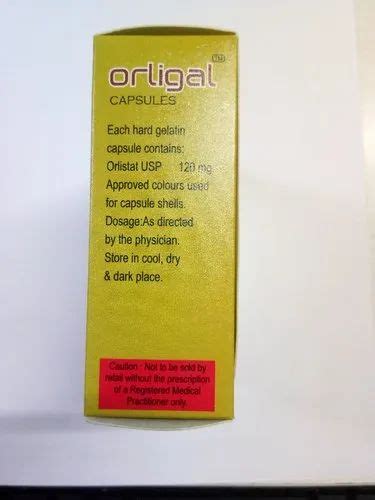 orligal TM
CAPSULES
Each hard gelatin
capsule contains:
Orlistat USP 120 mg
Approved colours used
for capsule shells.
Dosage:As directed
by the physician.
Store in cool, dry
& dark place.
Caution : Not to be sold by
retail without the prescription
of a Registered Medical
Practitioner only.